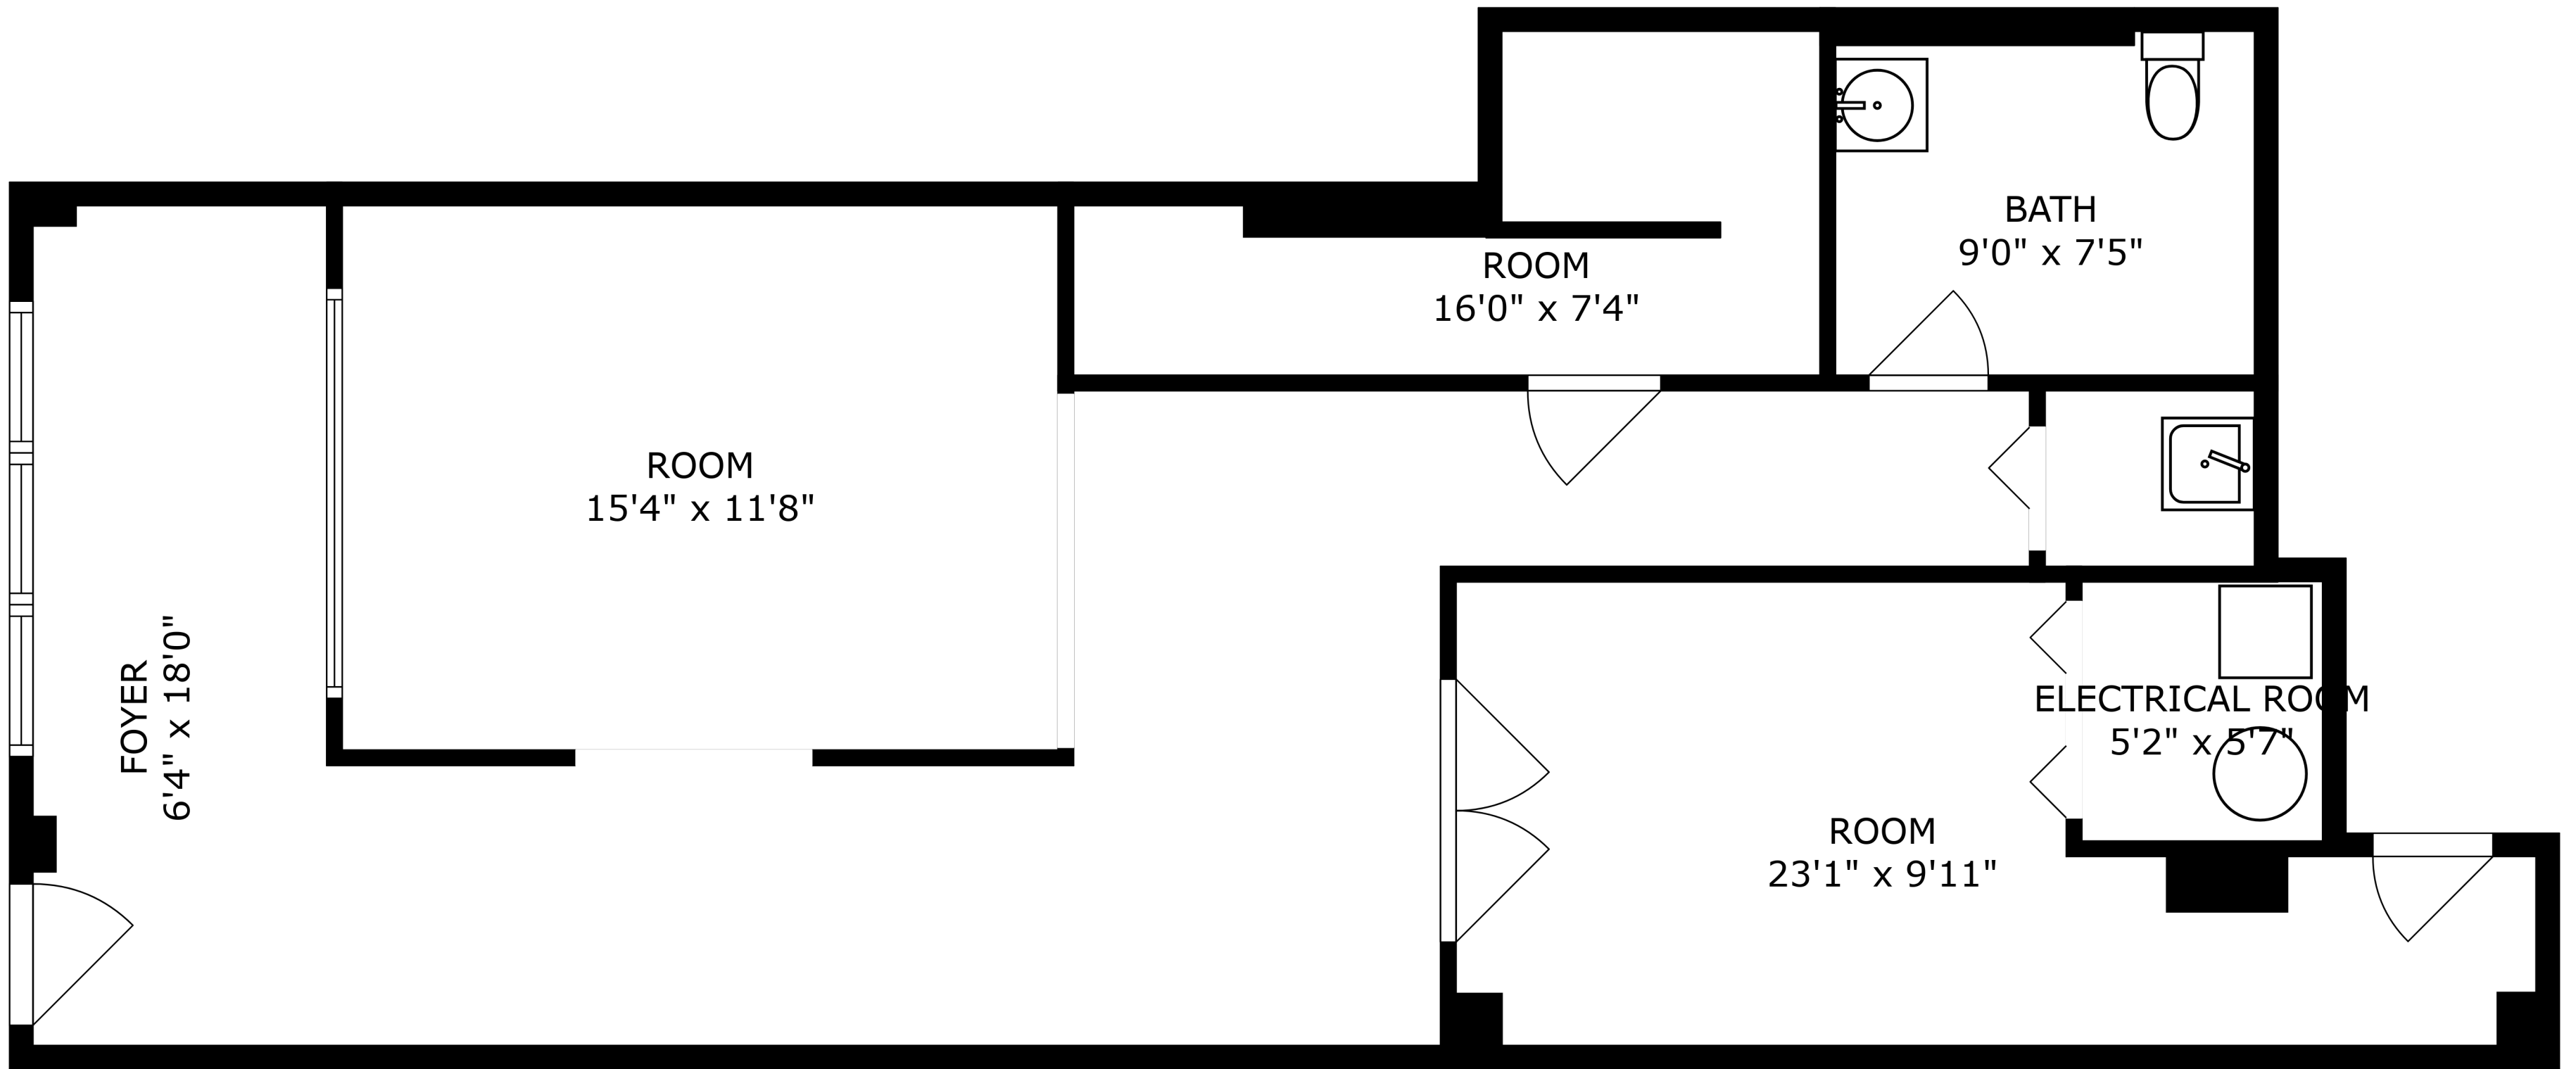 BATH
9'0" x 7'5"
ROOM
16'0" x 7'4"
ROOM
15'4" x 11'8"
FOYER
6'4" x 18'0"
ELECTRICAL ROOM
5'2" x 5'7"
ROOM
23'1" x 9'11"